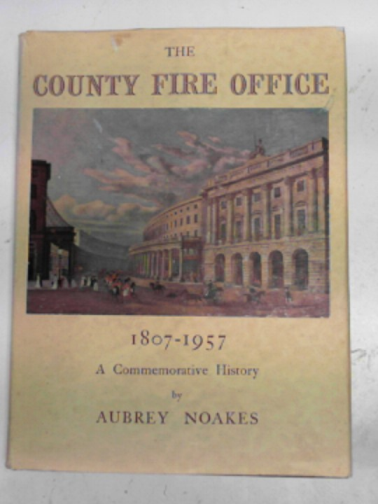 THE
COUNTY FIRE OFFICE
1807-1957
A Commemorative History
by
AUBREY NOAKES